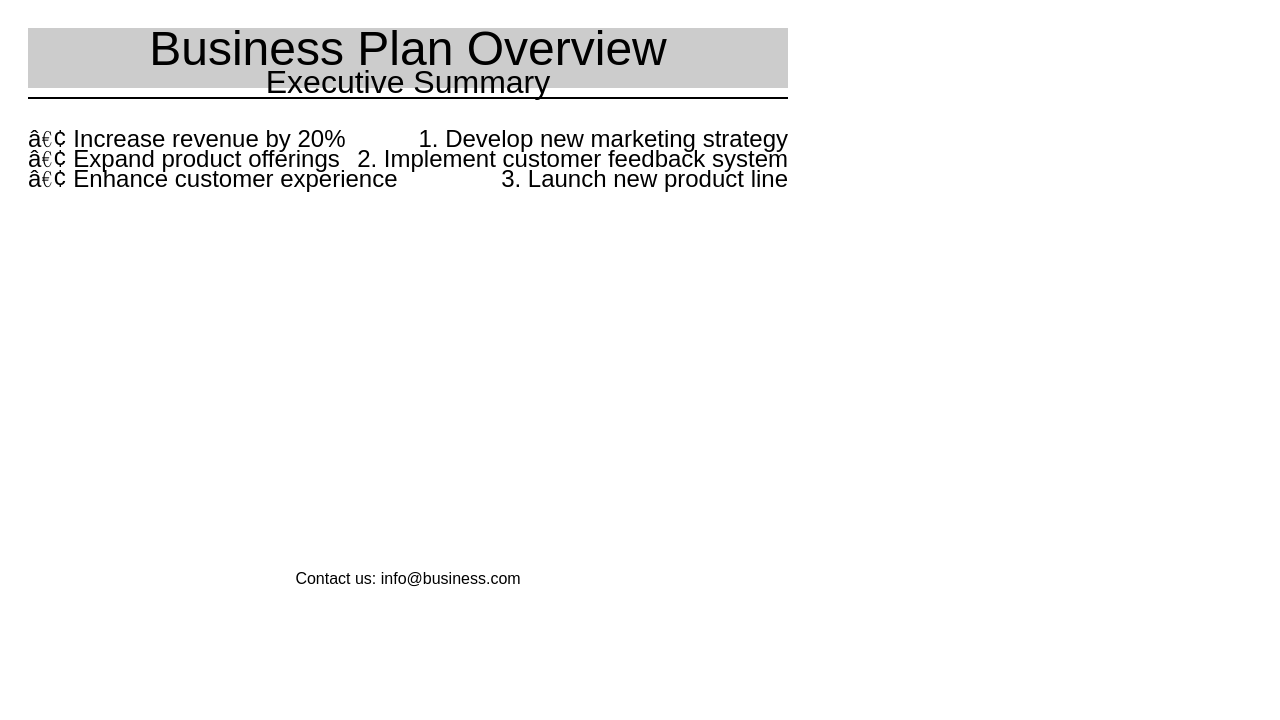 Business Plan Overview
Executive Summary
â€¢ Increase revenue by 20%
â€¢ Expand product offerings
â€¢ Enhance customer experience
1. Develop new marketing strategy
2. Implement customer feedback system
3. Launch new product line
Contact us: info@business.com